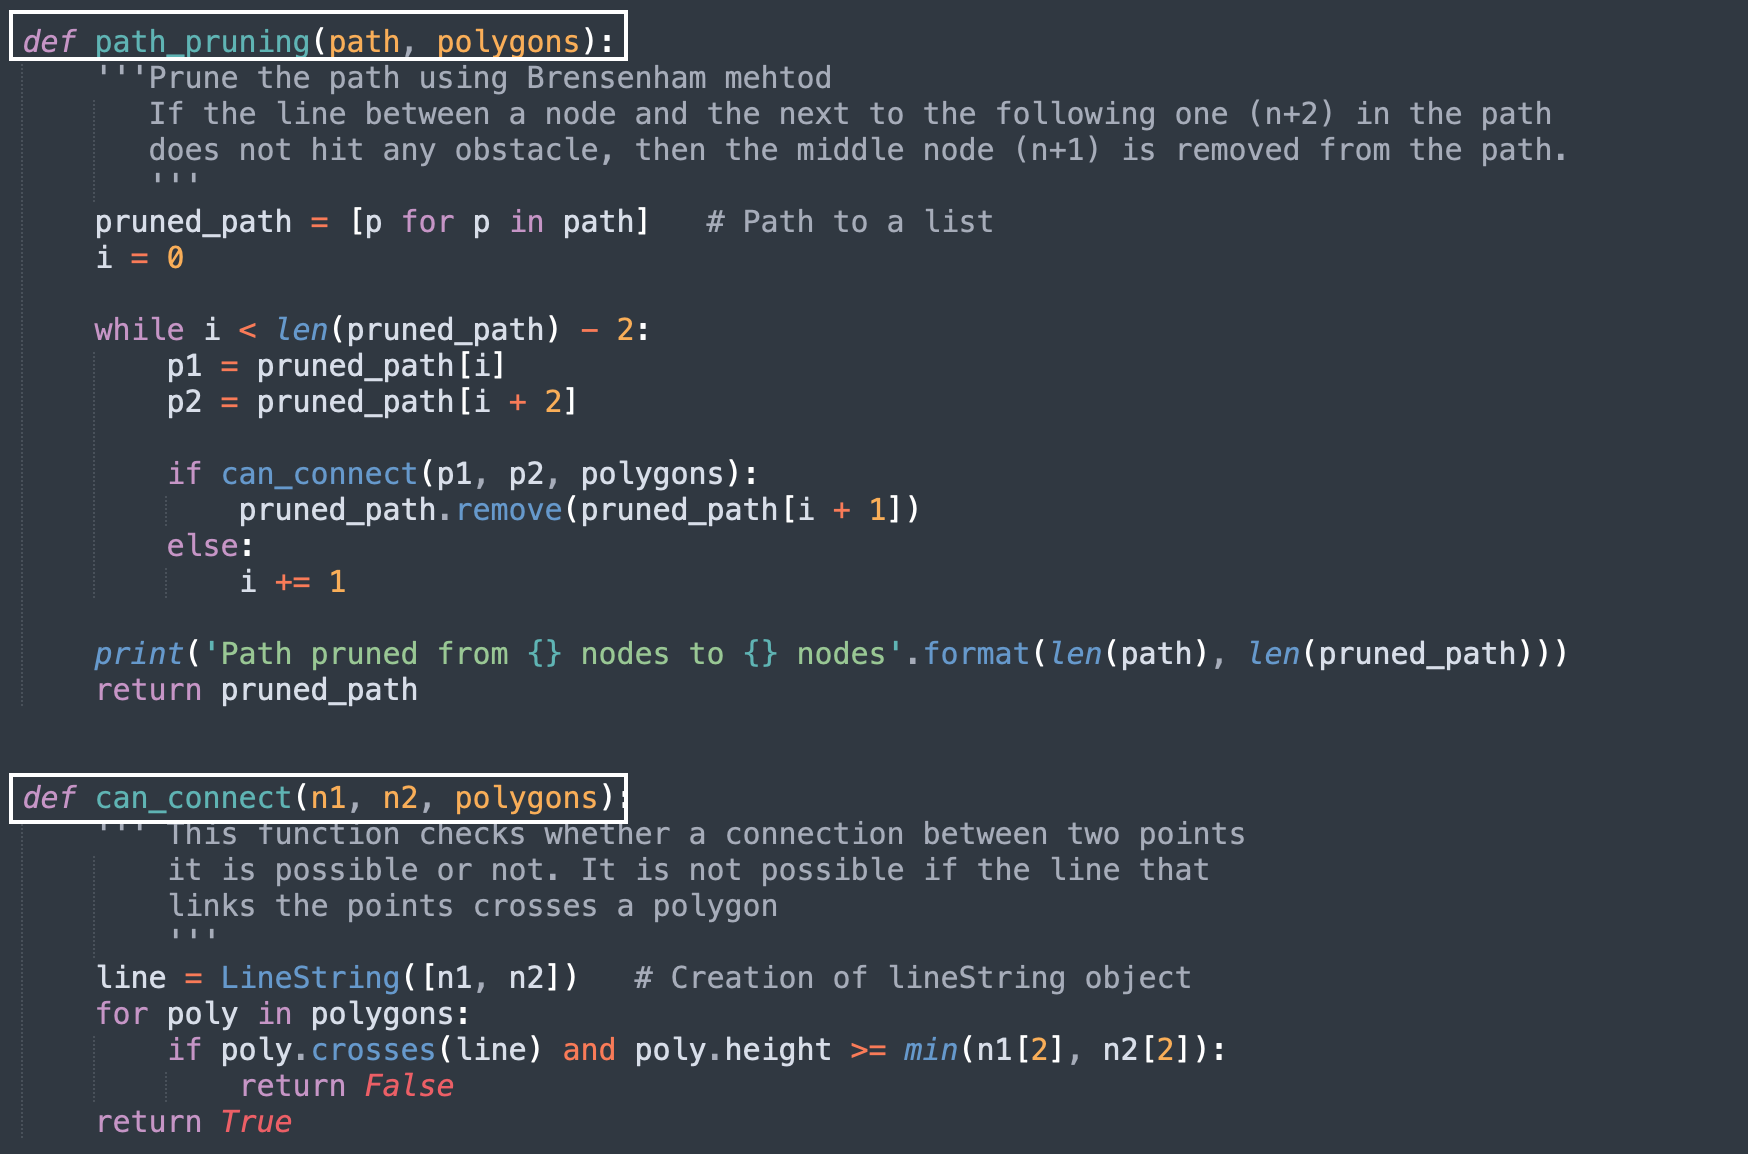 def path_pruning(path, polygons):
    '''Prune the path using Brensenham mehtod
       If the line between a node and the next to the following one (n+2) in the path
       does not hit any obstacle, then the middle node (n+1) is removed from the path.
       '''
    pruned_path = [p for p in path]   # Path to a list
    i = 0

    while i < len(pruned_path) - 2:
        p1 = pruned_path[i]
        p2 = pruned_path[i + 2]

        if can_connect(p1, p2, polygons):
            pruned_path.remove(pruned_path[i + 1])
        else:
            i += 1

    print('Path pruned from {} nodes to {} nodes'.format(len(path), len(pruned_path)))
    return pruned_path


def can_connect(n1, n2, polygons):
    ''' This function checks whether a connection between two points
        it is possible or not. It is not possible if the line that
        links the points crosses a polygon
        '''
    line = LineString([n1, n2])   # Creation of lineString object
    for poly in polygons:
        if poly.crosses(line) and poly.height >= min(n1[2], n2[2]):
            return False
    return True